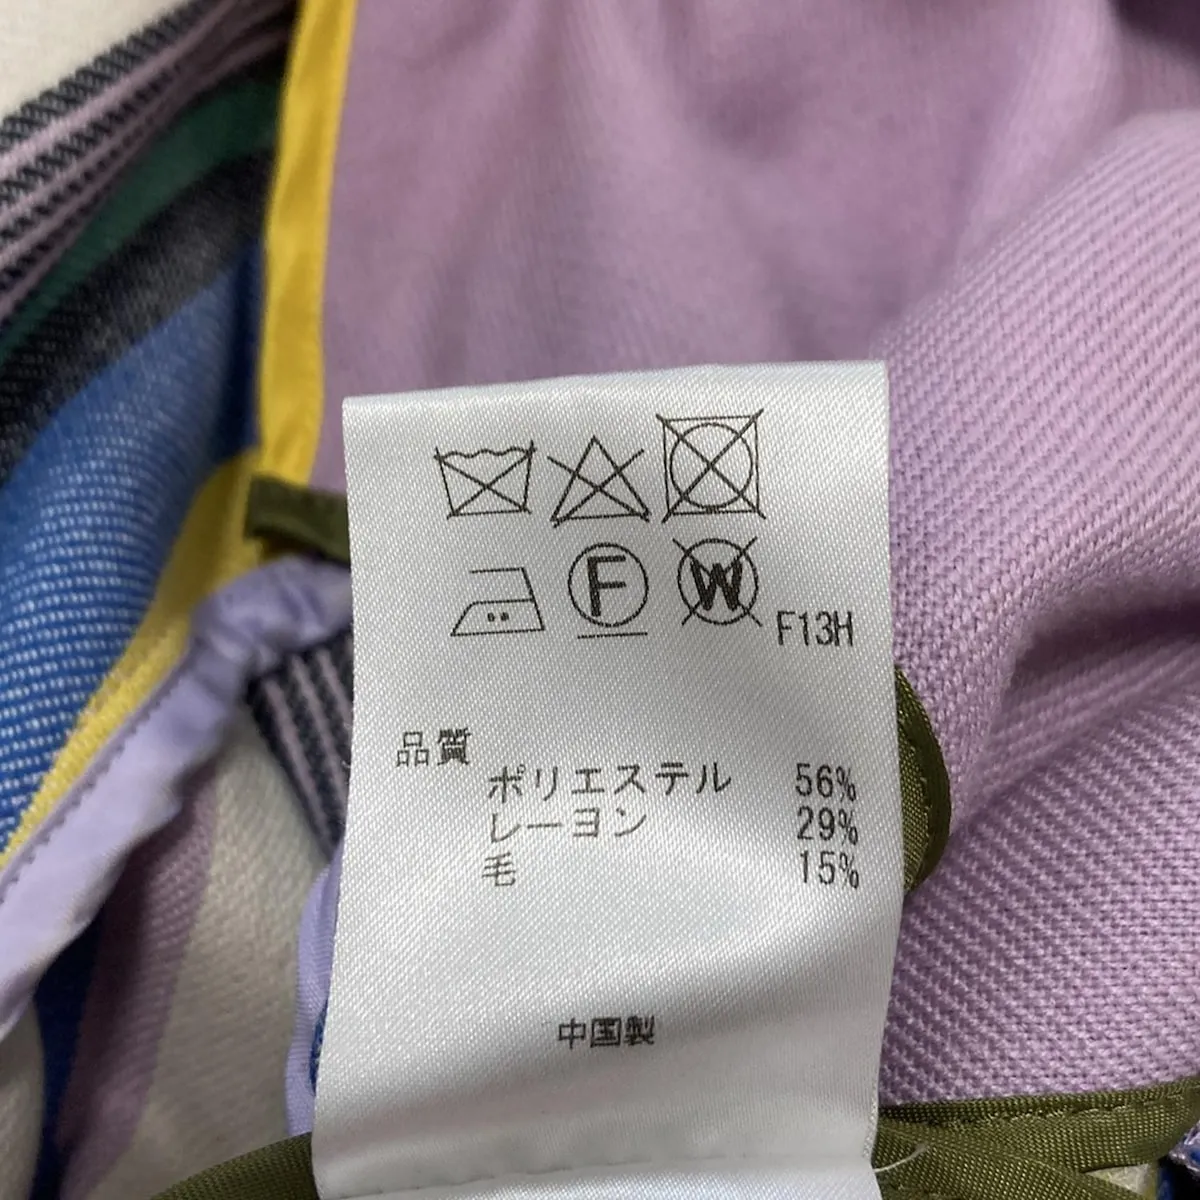 F W F13H
品質
ポリエステル 56%
レーヨン 29%
毛 15%
中国製